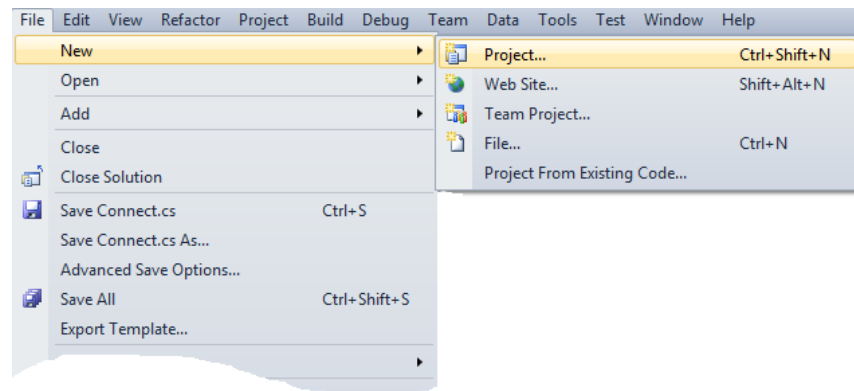 File Edit View Refactor Project Build Debug Team Data Tools Test Window Help
New
Open
Add
Close
Close Solution
Save Connect.cs Ctrl+S
Save Connect.cs As...
Advanced Save Options...
Save All Ctrl+Shift+S
Export Template...
Project... Ctrl+Shift+N
Web Site... Shift+Alt+N
Team Project...
File... Ctrl+N
Project From Existing Code...